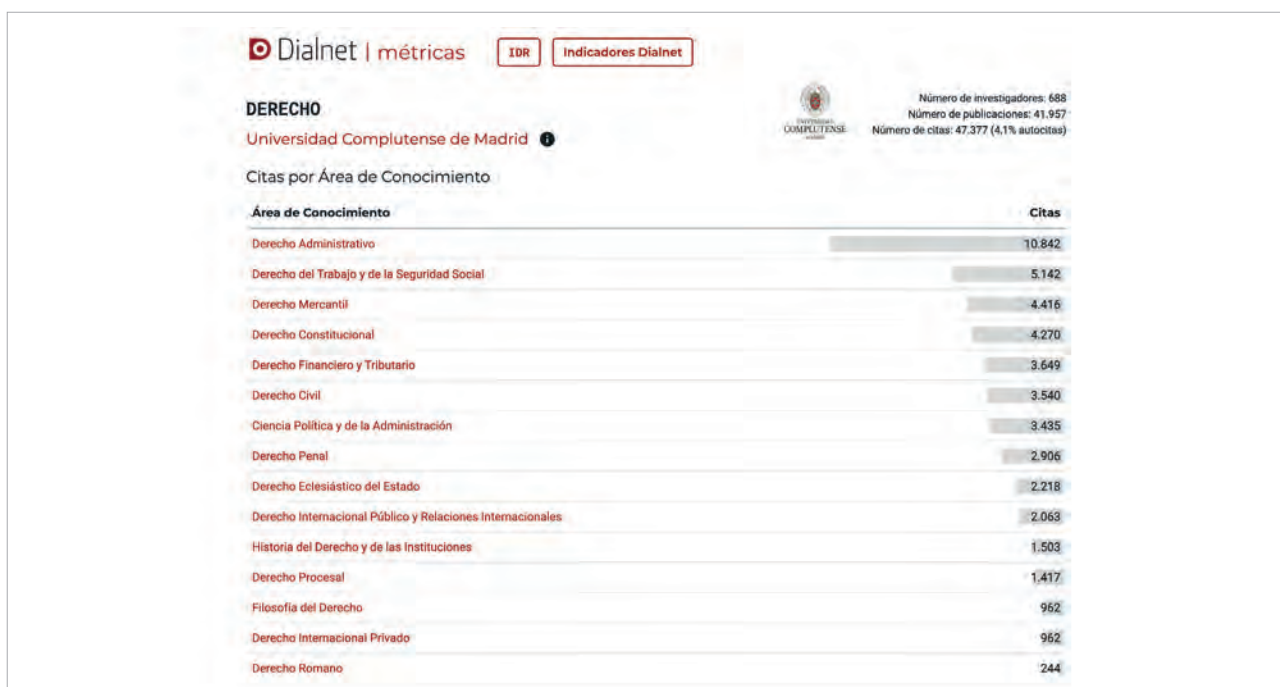 Dialnet | métricas IDR Indicadores Dialnet
DERECHO
Universidad Complutense de Madrid
COMPLUTENSE
Número de investigadores: 688
Número de publicaciones: 41.957
Número de citas: 47.377 (4,1% autocitas)
Citas por Área de Conocimiento
Área de Conocimiento Citas
Derecho Administrativo 10.842
Derecho del Trabajo y de la Seguridad Social 5.142
Derecho Mercantil 4.416
Derecho Constitucional 4.270
Derecho Financiero y Tributario 3.649
Derecho Civil 3.540
Ciencia Política y de la Administración 3.435
Derecho Penal 2.906
Derecho Eclesiástico del Estado 2.218
Derecho Internacional Público y Relaciones Internacionales 2.063
Historia del Derecho y de las Instituciones 1.503
Derecho Procesal 1.417
Filosofía del Derecho 962
Derecho Internacional Privado 962
Derecho Romano 244